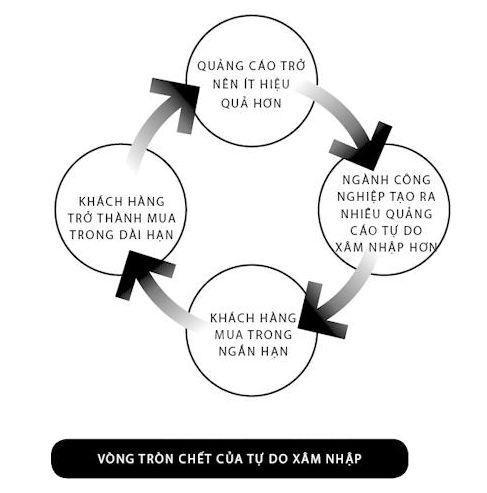 QUẢNG CÁO TRỞ
NÊN ÍT HIỆU
QUẢ HƠN
NGÀNH CÔNG
NGHIỆP TẠO RA
NHIỀU QUẢNG
CÁO TỰ DO
XÂM NHẬP HƠN
KHÁCH HÀNG
MUA TRONG
NGẮN HẠN
KHÁCH HÀNG
TRỞ THÀNH MUA
TRONG DÀI HẠN
VÒNG TRÒN CHẾT CỦA TỰ DO XÂM NHẬP